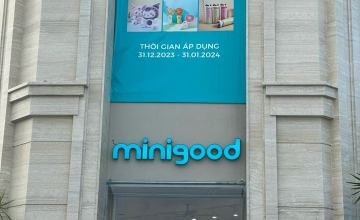 THỜI GIAN ÁP DỤNG
31.12.2023 - 31.01.2024
minigood